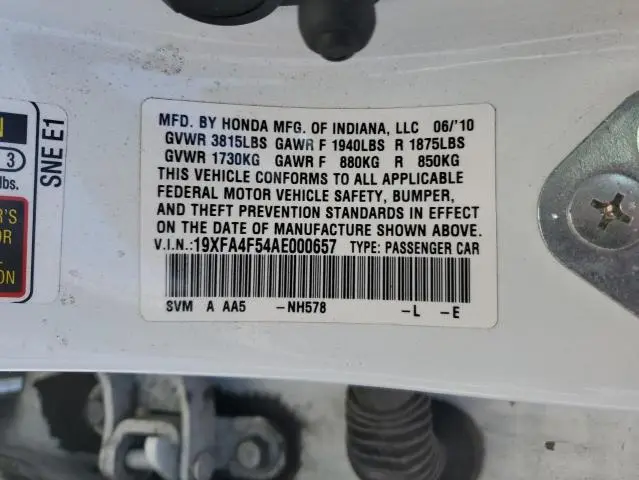 N
3
lbs.
R'S
OR
L
G
SNE E1
MFD. BY HONDA MFG. OF INDIANA, LLC 06/'10
GVWR 3815LBS GAWR F 1940LBS R 1875LBS
GVWR 1730KG GAWR F 880KG R 850KG
THIS VEHICLE CONFORMS TO ALL APPLICABLE
FEDERAL MOTOR VEHICLE SAFETY, BUMPER,
AND THEFT PREVENTION STANDARDS IN EFFECT
ON THE DATE OF MANUFACTURE SHOWN ABOVE.
V.I.N.:19XFA4F54AE000657 TYPE: PASSENGER CAR
SVM A AA5 -NH578 -L -E